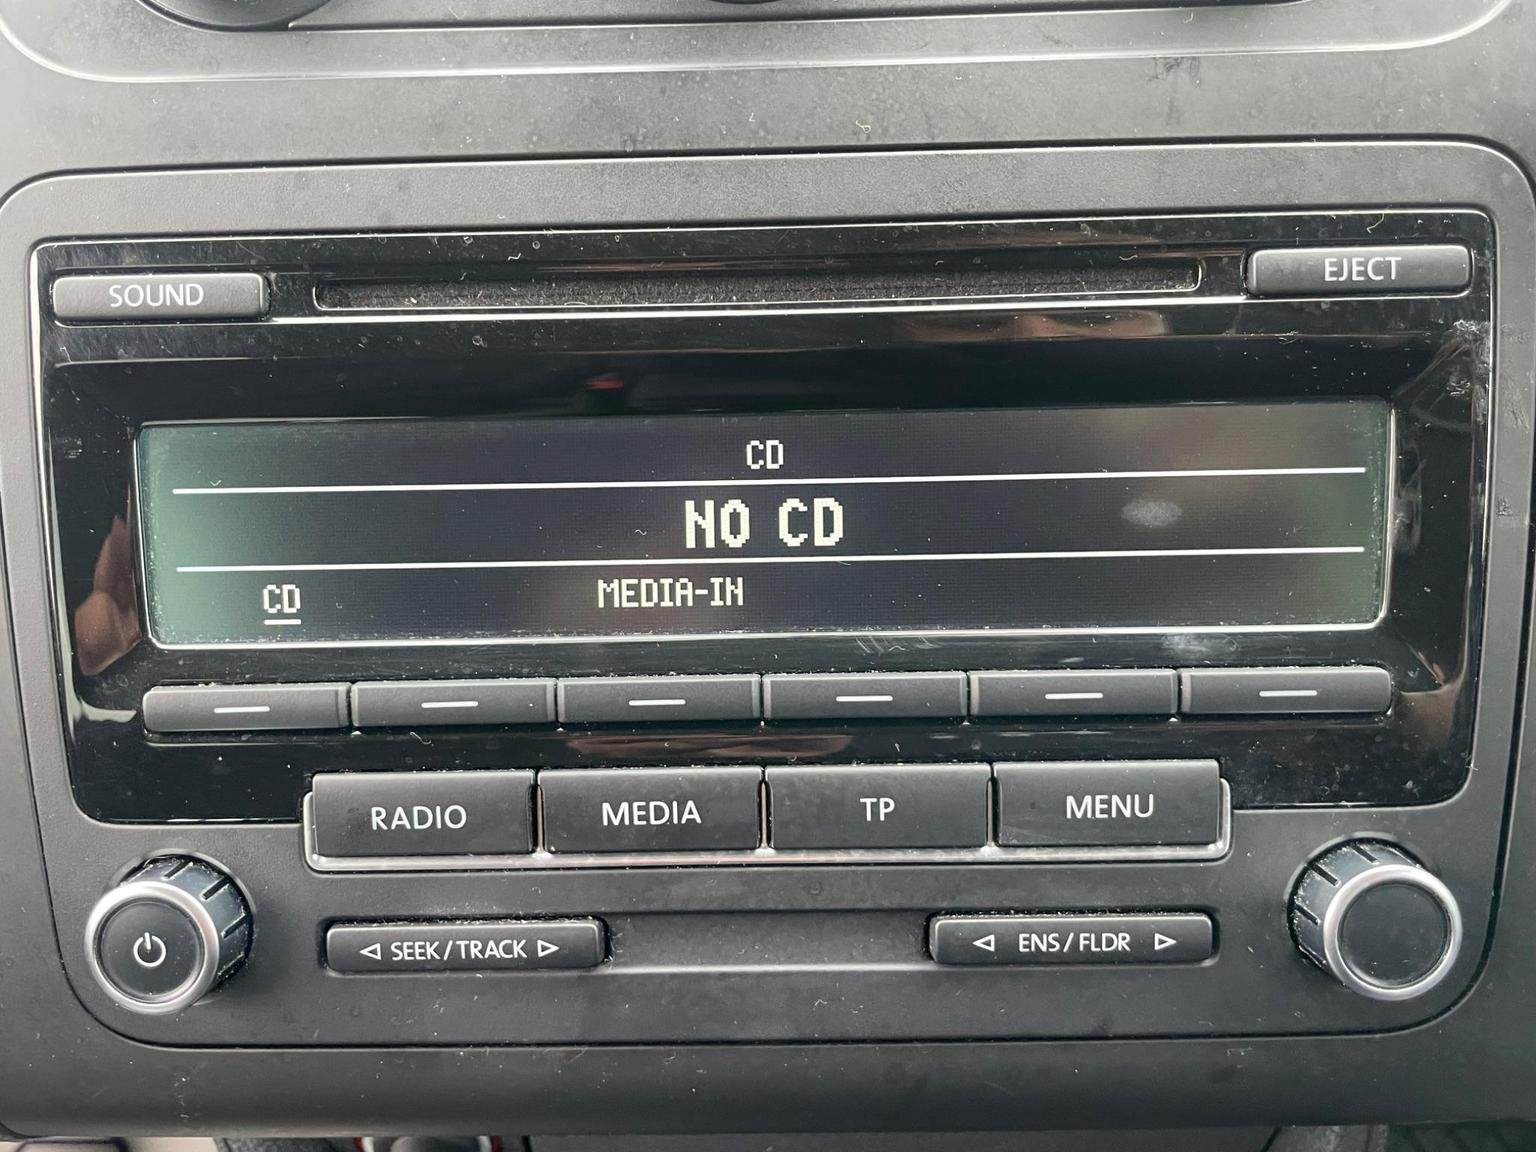 SOUND
EJECT
CD
NO CD
CD
MEDIA-IN
RADIO
MEDIA
TP
MENU
SEEK/TRACK
ENS/FLDR